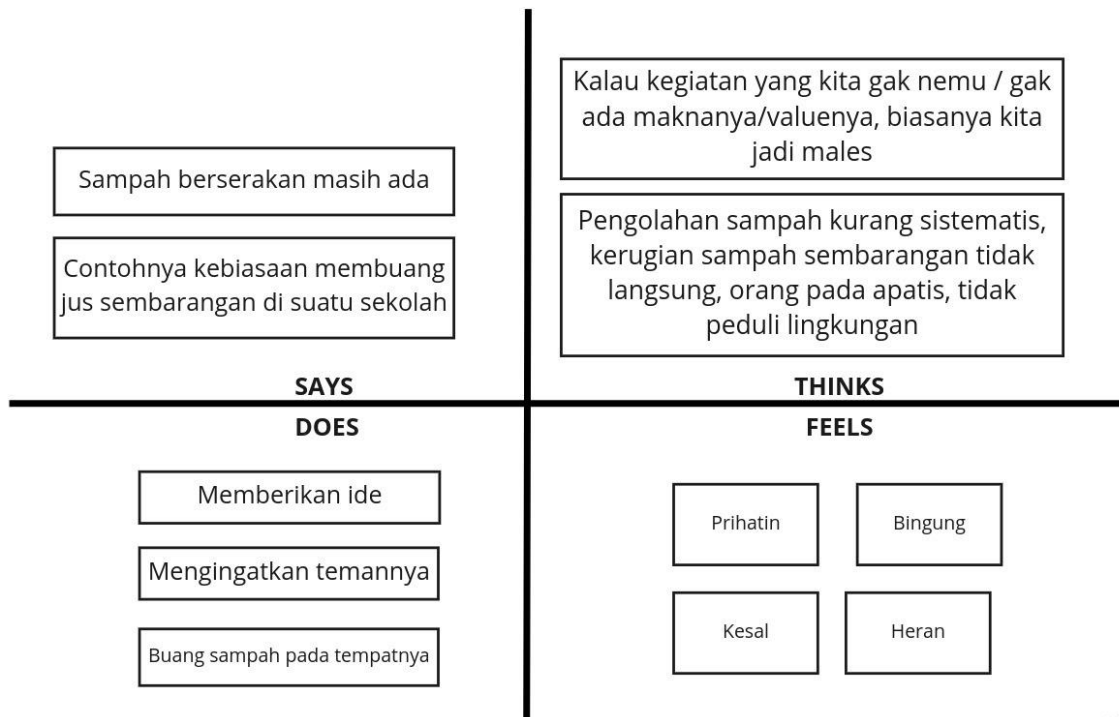 Sampah berserakan masih ada
Contohnya kebiasaan membuang
jus sembarangan di suatu sekolah
SAYS
Kalau kegiatan yang kita gak nemu / gak
ada maknanya/valuenya, biasanya kita
jadi males
Pengolahan sampah kurang sistematis,
kerugian sampah sembarangan tidak
langsung, orang pada apatis, tidak
peduli lingkungan
THINKS
DOES
Memberikan ide
Mengingatkan temannya
Buang sampah pada tempatnya
FEELS
Prihatin
Bingung
Kesal
Heran